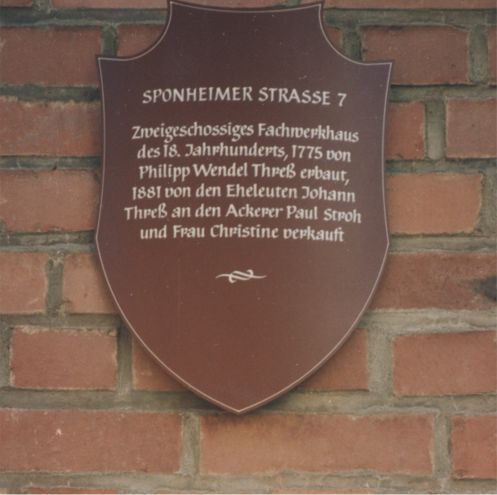 SPONHEIMER STRASSE 7
Zweigeschossiges Fachwerkhaus
des 18. Jahrhunderts, 1775 von
Philipp Wendel Threß erbaut,
1881 von den Eheleuten Johann
Threß an den Ackerer Paul Stroh
und Frau Christine verkauft